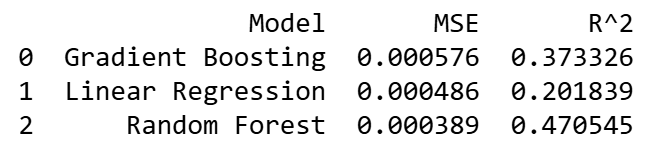 Model MSE R^2
0 Gradient Boosting 0.000576 0.373326
1 Linear Regression 0.000486 0.201839
2 Random Forest 0.000389 0.470545